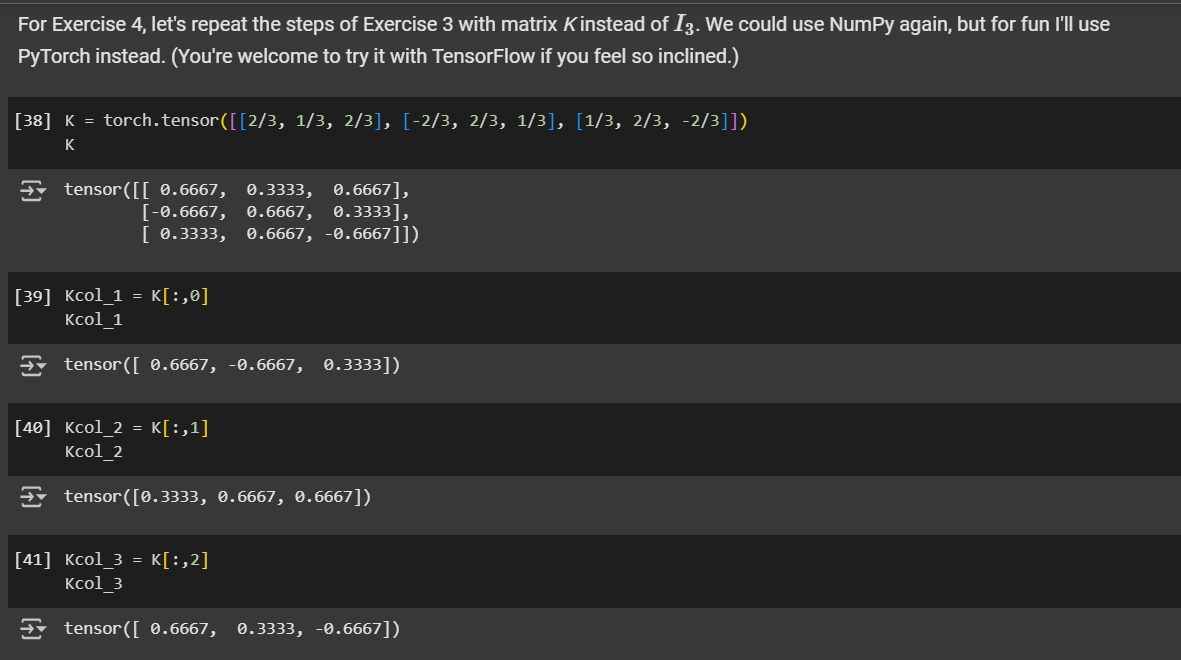 For Exercise 4, let's repeat the steps of Exercise 3 with matrix K instead of I₃. We could use NumPy again, but for fun I'll use
PyTorch instead. (You're welcome to try it with TensorFlow if you feel so inclined.)
[38] K = torch.tensor([[2/3, 1/3, 2/3], [-2/3, 2/3, 1/3], [1/3, 2/3, -2/3]])
K
tensor([[ 0.6667,  0.3333,  0.6667],
[-0.6667,  0.6667,  0.3333],
[ 0.3333,  0.6667, -0.6667]])
[39] Kcol_1 = K[:,0]
Kcol_1
tensor([ 0.6667, -0.6667,  0.3333])
[40] Kcol_2 = K[:,1]
Kcol_2
tensor([0.3333, 0.6667, 0.6667])
[41] Kcol_3 = K[:,2]
Kcol_3
tensor([ 0.6667,  0.3333, -0.6667])